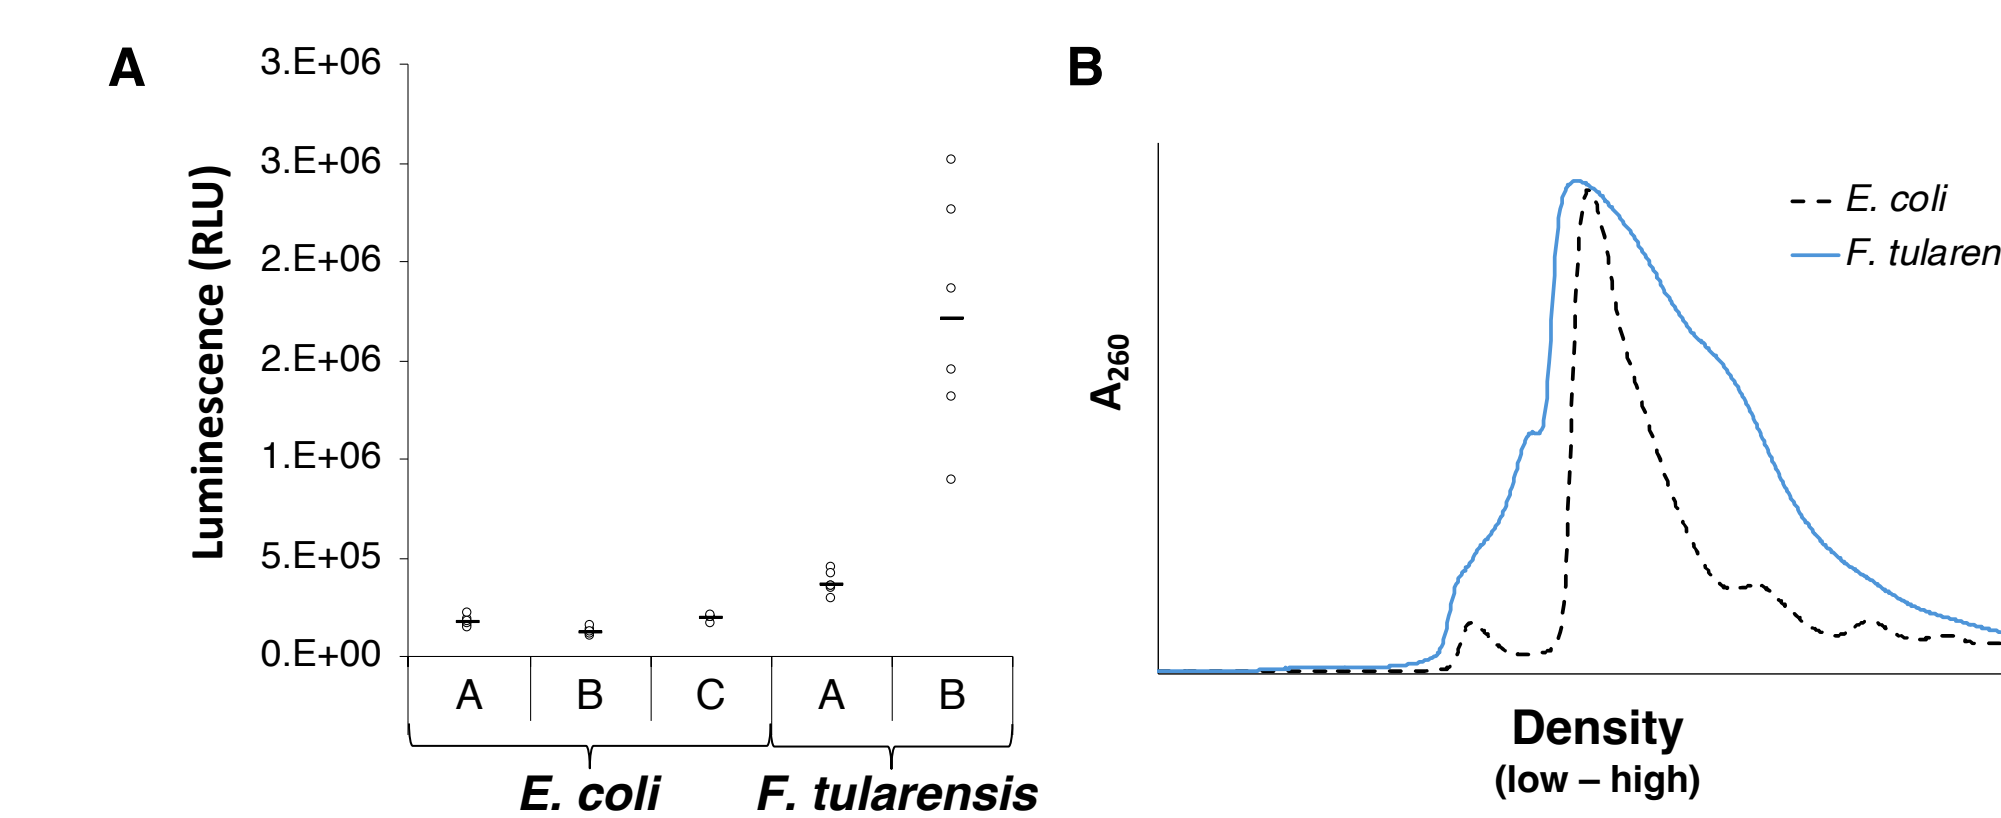 A
3.E+06
3.E+06
2.E+06
2.E+06
1.E+06
5.E+05
0.E+00
Luminescence (RLU)
A B C A B
E. coli F. tularensis
B
A260
E. coli
F. tularen
Density
(low – high)